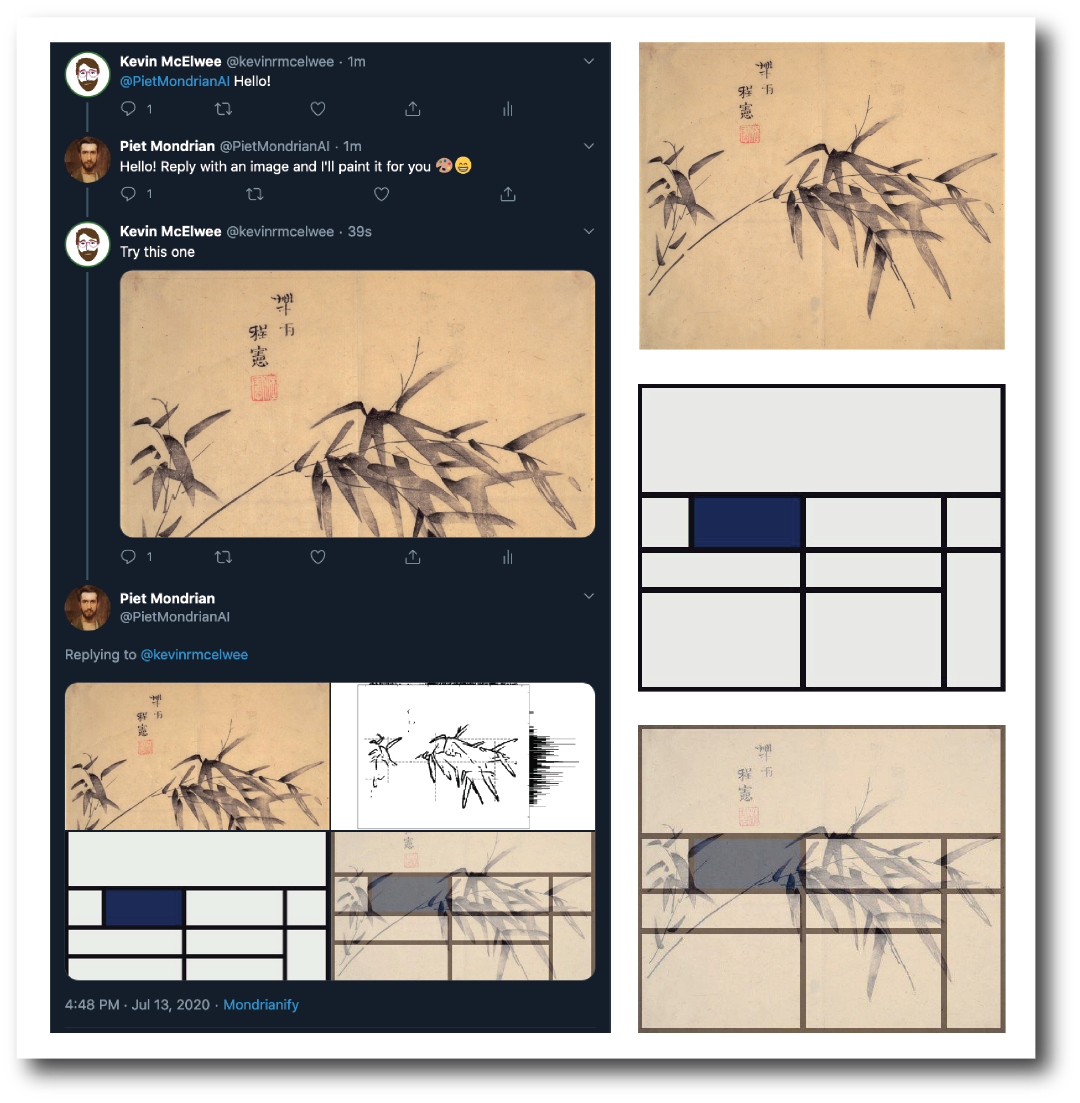 Kevin McElwee @kevinrmcelwee · 1m
@PietMondrianAI Hello!
1
Piet Mondrian @PietMondrianAI · 1m
Hello! Reply with an image and I'll paint it for you 🎨😄
1
Kevin McElwee @kevinrmcelwee · 39s
Try this one
程憲
1
Piet Mondrian
@PietMondrianAI
Replying to @kevinrmcelwee
4:48 PM · Jul 13, 2020 · Mondrianify
程憲
程憲